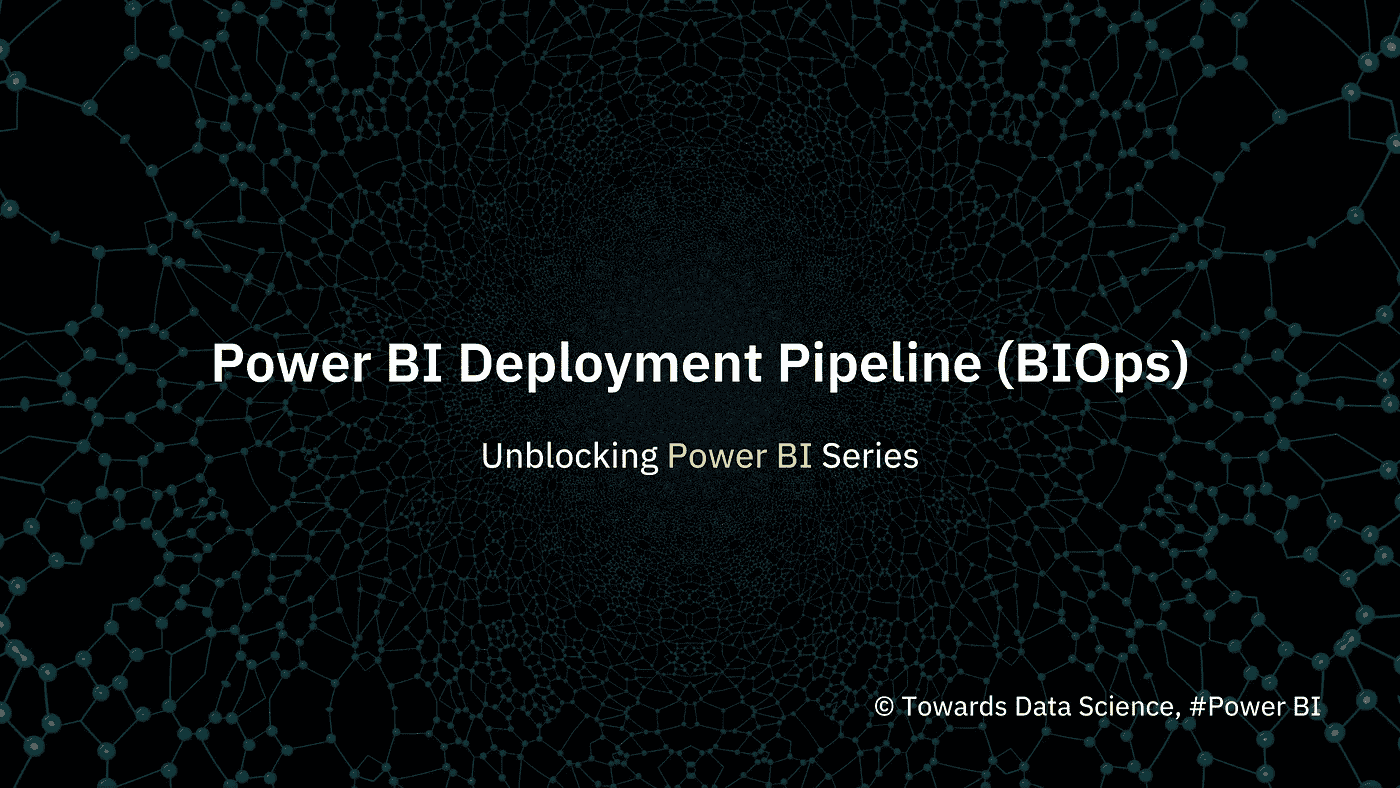 Power BI Deployment Pipeline (BIOps)
Unblocking Power BI Series
© Towards Data Science, #Power BI